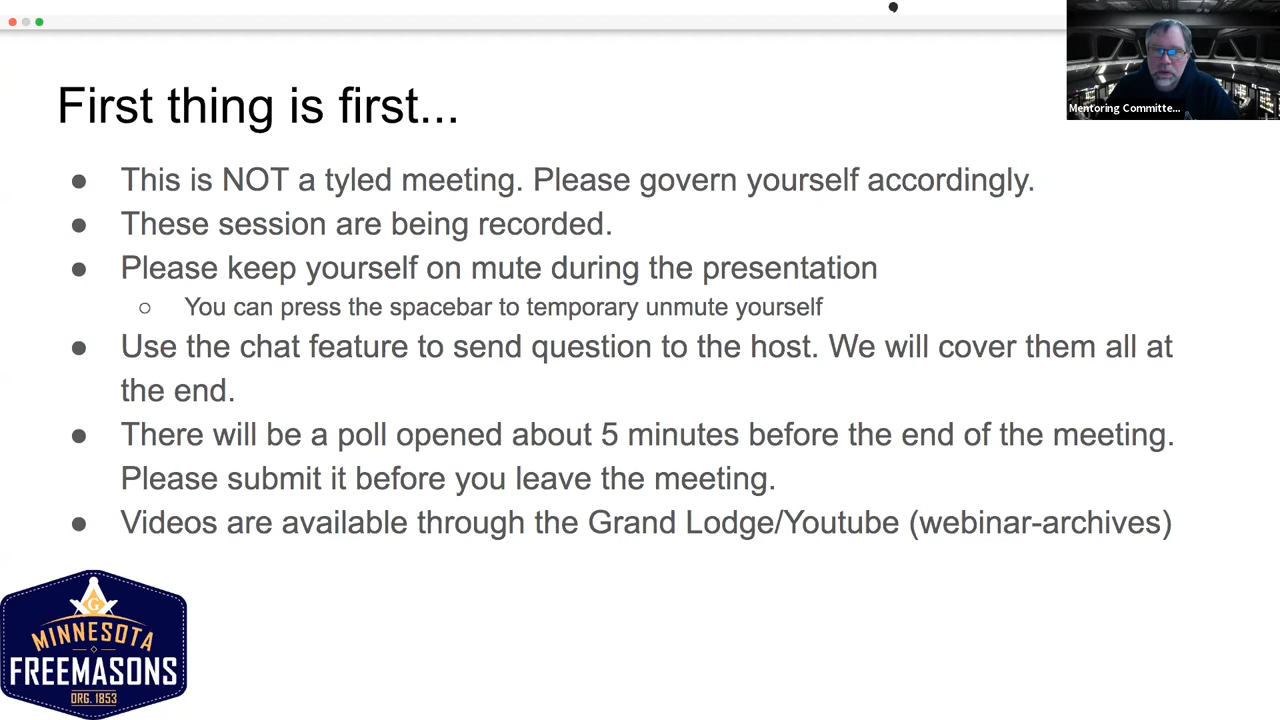 Mentoring Committe...
First thing is first...
● This is NOT a tyled meeting. Please govern yourself accordingly.
● These session are being recorded.
● Please keep yourself on mute during the presentation
○ You can press the spacebar to temporary unmute yourself
● Use the chat feature to send question to the host. We will cover them all at
the end.
● There will be a poll opened about 5 minutes before the end of the meeting.
Please submit it before you leave the meeting.
● Videos are available through the Grand Lodge/Youtube (webinar-archives)
G
MINNESOTA
FREEMASONS
ORG. 1853